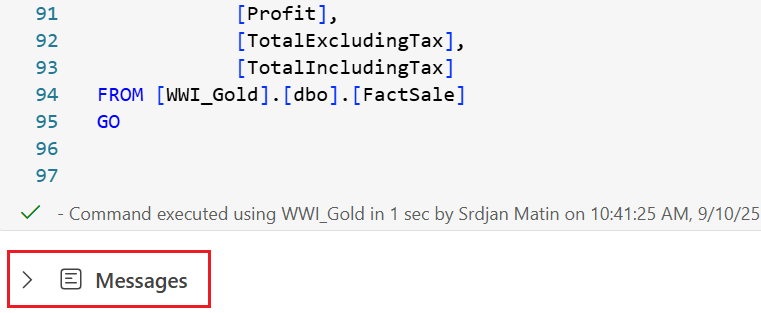 91 [Profit],
92 [TotalExcludingTax],
93 [TotalIncludingTax]
94 FROM [WWI_Gold].[dbo].[FactSale]
95 GO
96
97
- Command executed using WWI_Gold in 1 sec by Srdjan Matin on 10:41:25 AM, 9/10/25
Messages